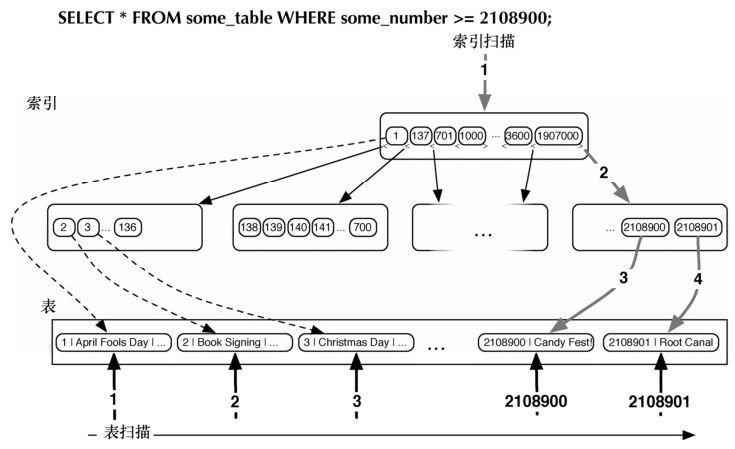 SELECT * FROM some_table WHERE some_number >= 2108900;
索引扫描
1
索引
1 137 701 1000 ... 3600 1907000
< > < > < > < > < >
2
2 3 ... 136
138 139 140 141 ... 700
...
... 2108900 2108901
3 4
表
1 | April Fools Day | ...
2 | Book Signing | ...
3 | Christmas Day | ...
...
2108900 | Candy Fest!
2108901 | Root Canal
1 2 3 2108900 2108901
表扫描